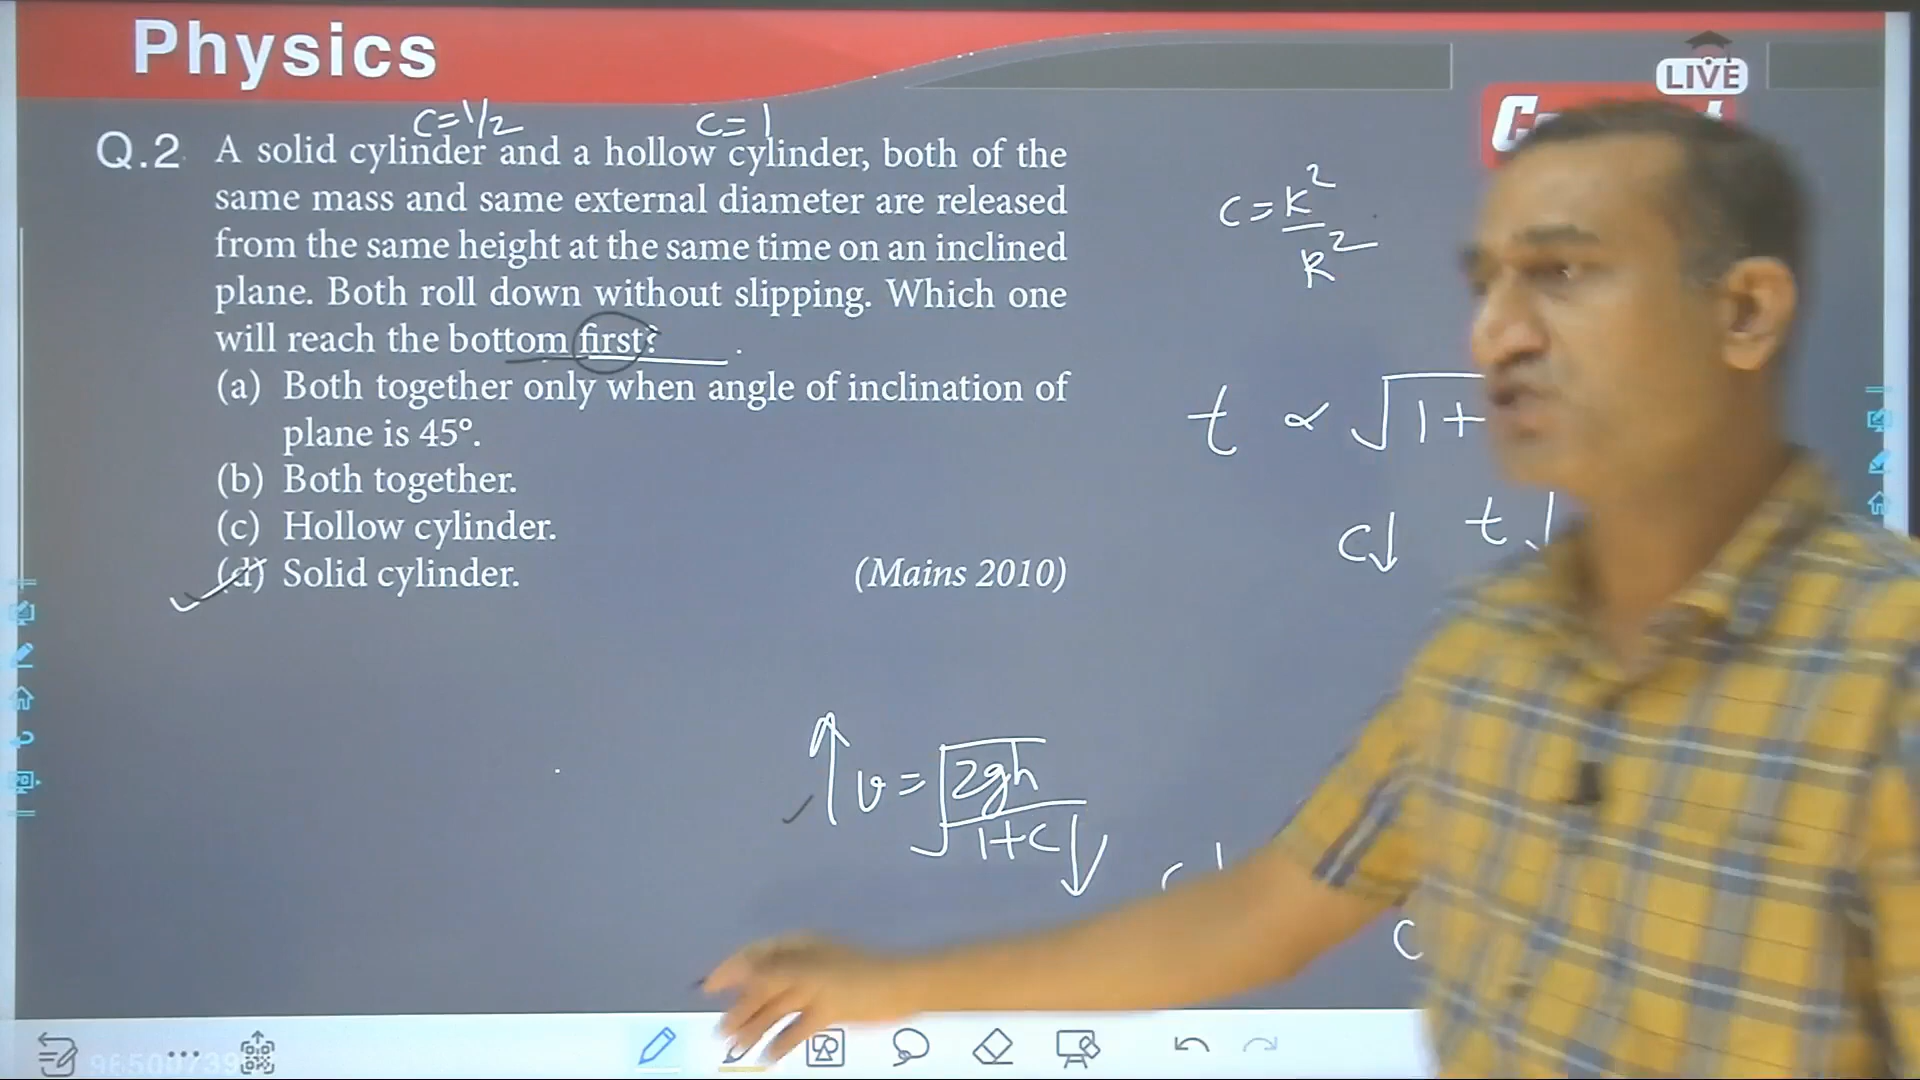 Physics
LIVE
C=1/2
C=1
Q.2 A solid cylinder and a hollow cylinder, both of the
same mass and same external diameter are released
from the same height at the same time on an inclined
plane. Both roll down without slipping. Which one
will reach the bottom first?
(a) Both together only when angle of inclination of
plane is 45°.
(b) Both together.
(c) Hollow cylinder.
(d) Solid cylinder. (Mains 2010)
C=K²/R²
t ∝ √1+
C↓ t↓
↑v=√2gh/1+C↓
C